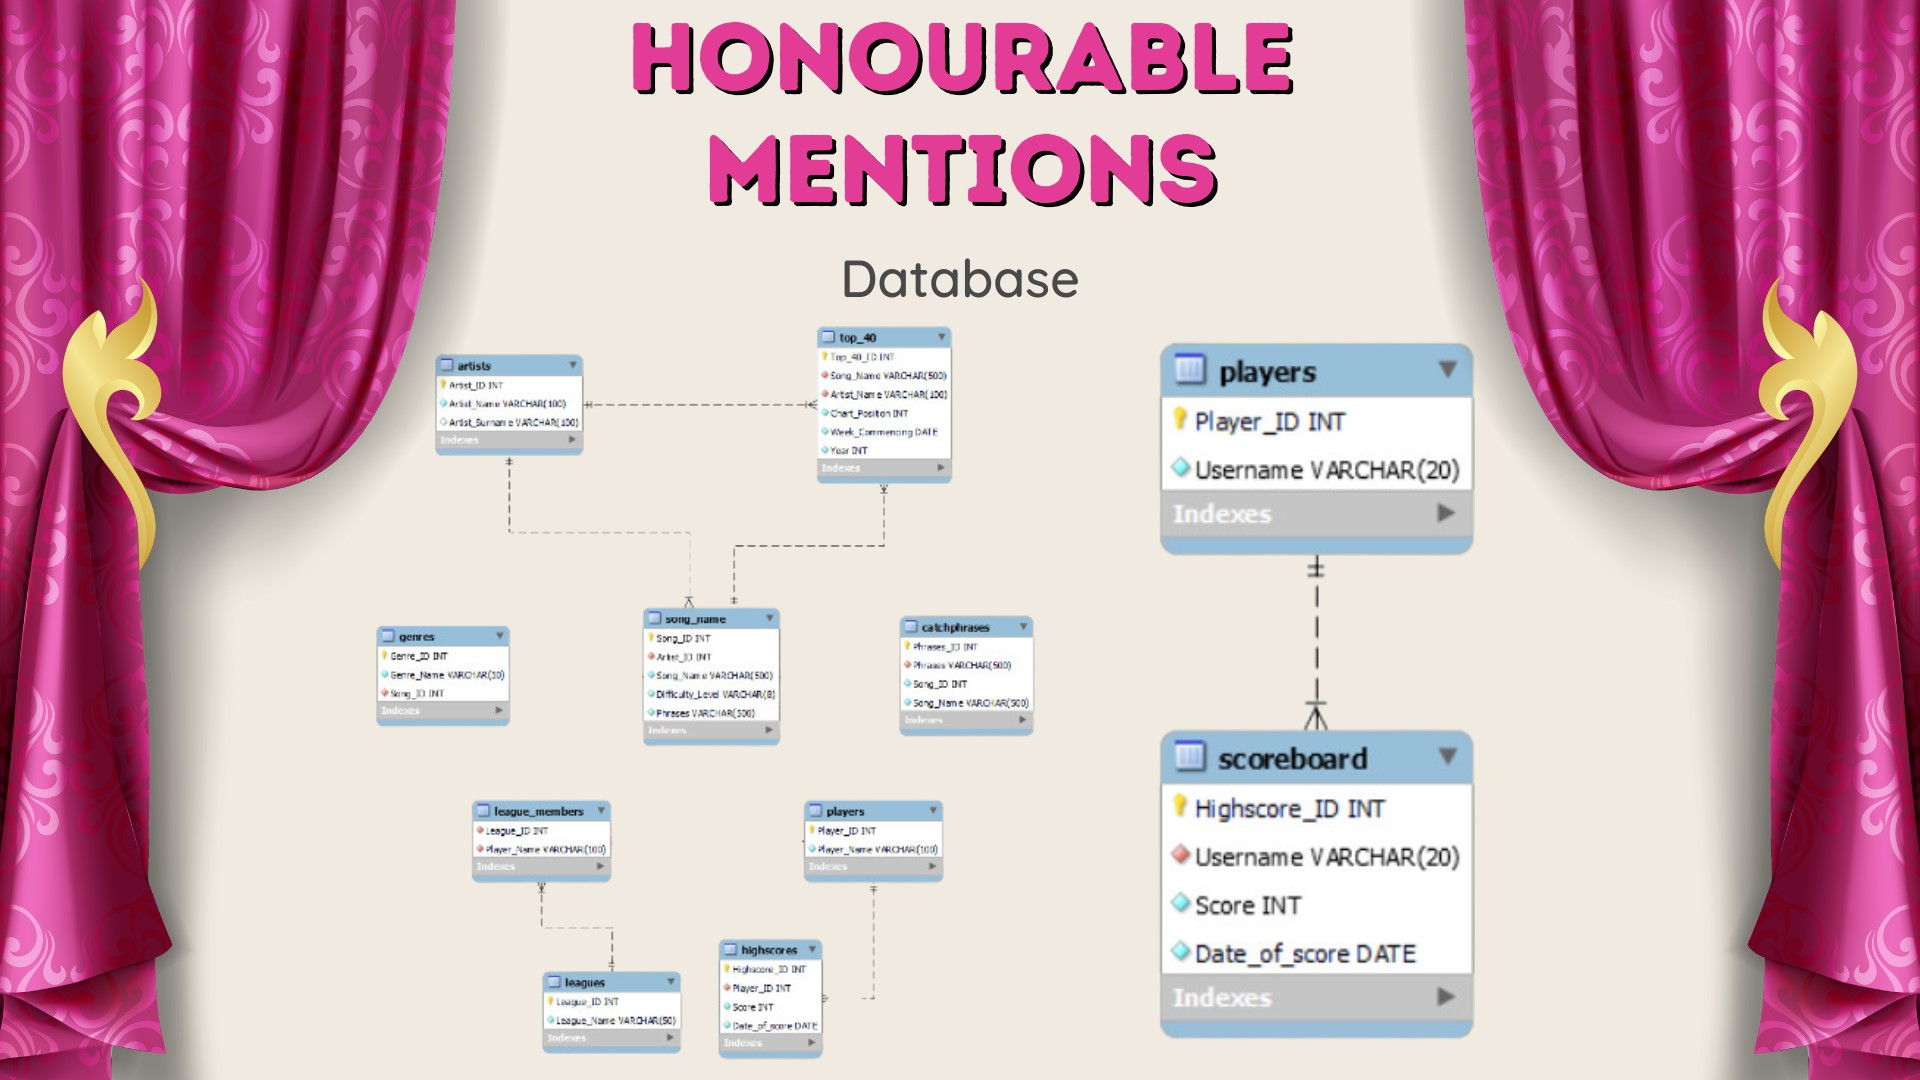 HONOURABLE
MENTIONS
Database
artists
Artist_ID INT
Artist_Name VARCHAR(100)
Artist_Surname VARCHAR(100)
Indexes
top_40
Top_40_ID INT
Song_Name VARCHAR(500)
Artist_Name VARCHAR(100)
Chart_Position INT
Week_Commencing DATE
Year INT
Indexes
genres
Genre_ID INT
Genre_Name VARCHAR(50)
Song_ID INT
Indexes
song_name
Song_ID INT
Artist_ID INT
Song_Name VARCHAR(500)
Difficulty_Level VARCHAR(8)
Phrases VARCHAR(500)
Indexes
catchphrases
Phrases_ID INT
Phrases VARCHAR(500)
Song_ID INT
Song_Name VARCHAR(500)
Indexes
league_members
League_ID INT
Player_Name VARCHAR(100)
Indexes
players
Player_ID INT
Player_Name VARCHAR(100)
Indexes
leagues
League_ID INT
League_Name VARCHAR(50)
Indexes
highscores
Highscore_ID INT
Player_ID INT
Score INT
Date_of_score DATE
Indexes
players
Player_ID INT
Username VARCHAR(20)
Indexes
scoreboard
Highscore_ID INT
Username VARCHAR(20)
Score INT
Date_of_score DATE
Indexes